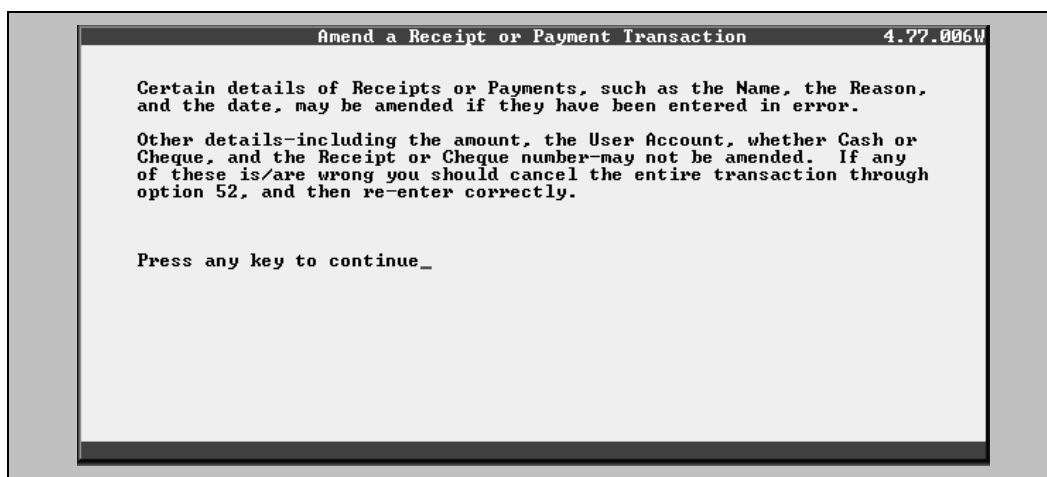 Amend a Receipt or Payment Transaction 4.77.006W
Certain details of Receipts or Payments, such as the Name, the Reason,
and the date, may be amended if they have been entered in error.
Other details-including the amount, the User Account, whether Cash or
Cheque, and the Receipt or Cheque number-may not be amended. If any
of these is/are wrong you should cancel the entire transaction through
option 52, and then re-enter correctly.
Press any key to continue_